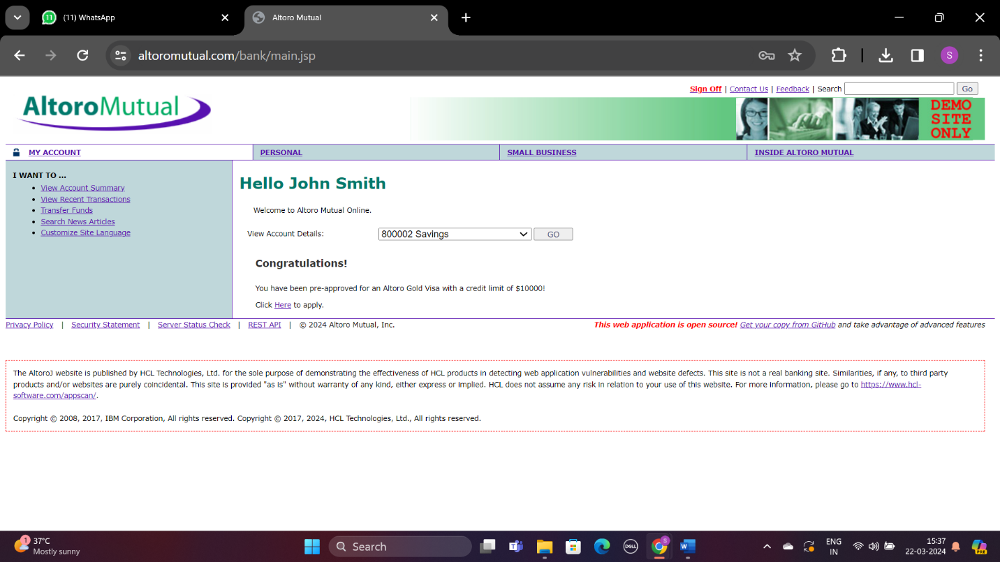 11
(11) WhatsApp
Altoro Mutual
altoromutual.com/bank/main.jsp
S
Sign Off | Contact Us | Feedback | Search
Go
AltoroMutual
DEMO
SITE
ONLY
MY ACCOUNT
PERSONAL
SMALL BUSINESS
INSIDE ALTORO MUTUAL
I WANT TO ...
• View Account Summary
• View Recent Transactions
• Transfer Funds
• Search News Articles
• Customize Site Language
Hello John Smith
Welcome to Altoro Mutual Online.
View Account Details:
800002 Savings
GO
Congratulations!
You have been pre-approved for an Altoro Gold Visa with a credit limit of $10000!
Click Here to apply.
Privacy Policy | Security Statement | Server Status Check | REST API | © 2024 Altoro Mutual, Inc.
This web application is open source! Get your copy from GitHub and take advantage of advanced features
The AltoroJ website is published by HCL Technologies, Ltd. for the sole purpose of demonstrating the effectiveness of HCL products in detecting web application vulnerabilities and website defects. This site is not a real banking site. Similarities, if any, to third party
products and/or websites are purely coincidental. This site is provided "as is" without warranty of any kind, either express or implied. HCL does not assume any risk in relation to your use of this website. For more information, please go to https://www.hcl-
software.com/appscan/.
Copyright © 2008, 2017, IBM Corporation, All rights reserved. Copyright © 2017, 2024, HCL Technologies, Ltd., All rights reserved.
1
37°C
Mostly sunny
Search
DELL
S
W
ENG
IN
15:37
22-03-2024
PRE